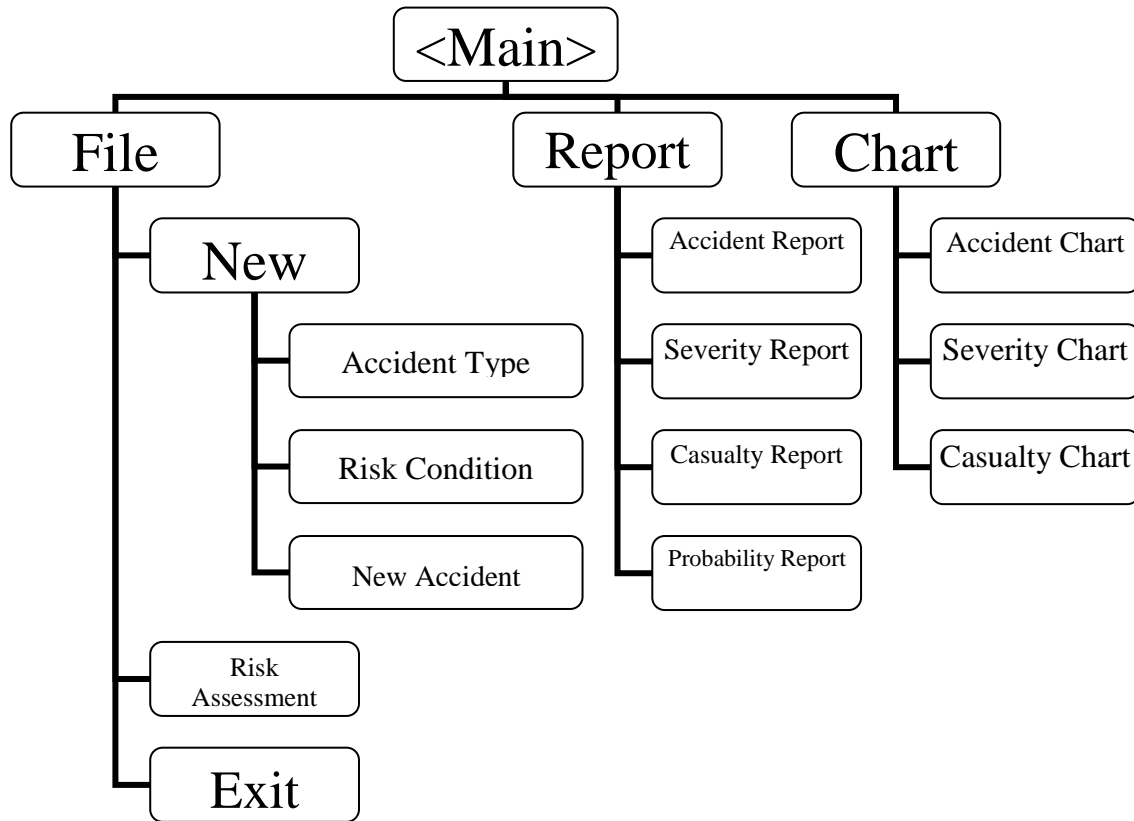 <Main>
File
Report
Chart
New
Accident Type
Risk Condition
New Accident
Risk
Assessment
Exit
Accident Report
Severity Report
Casualty Report
Probability Report
Accident Chart
Severity Chart
Casualty Chart